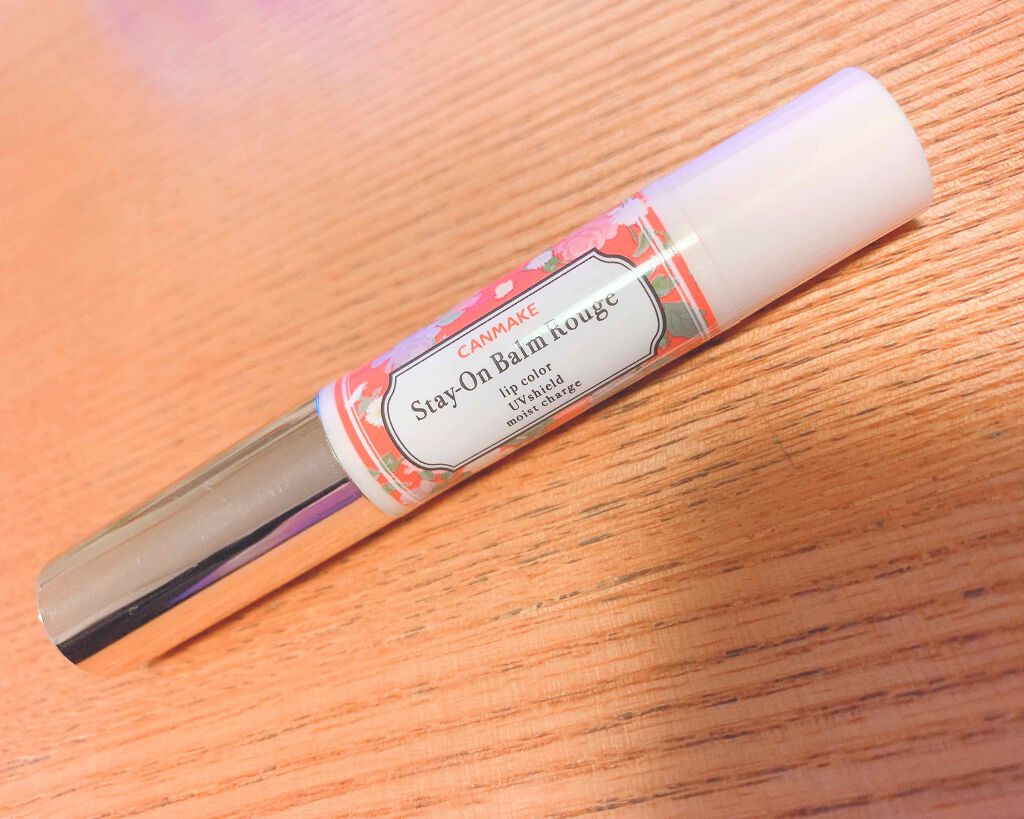 CANMAKE
Stay-On Balm Rouge
lip color
UVshield
moist charge